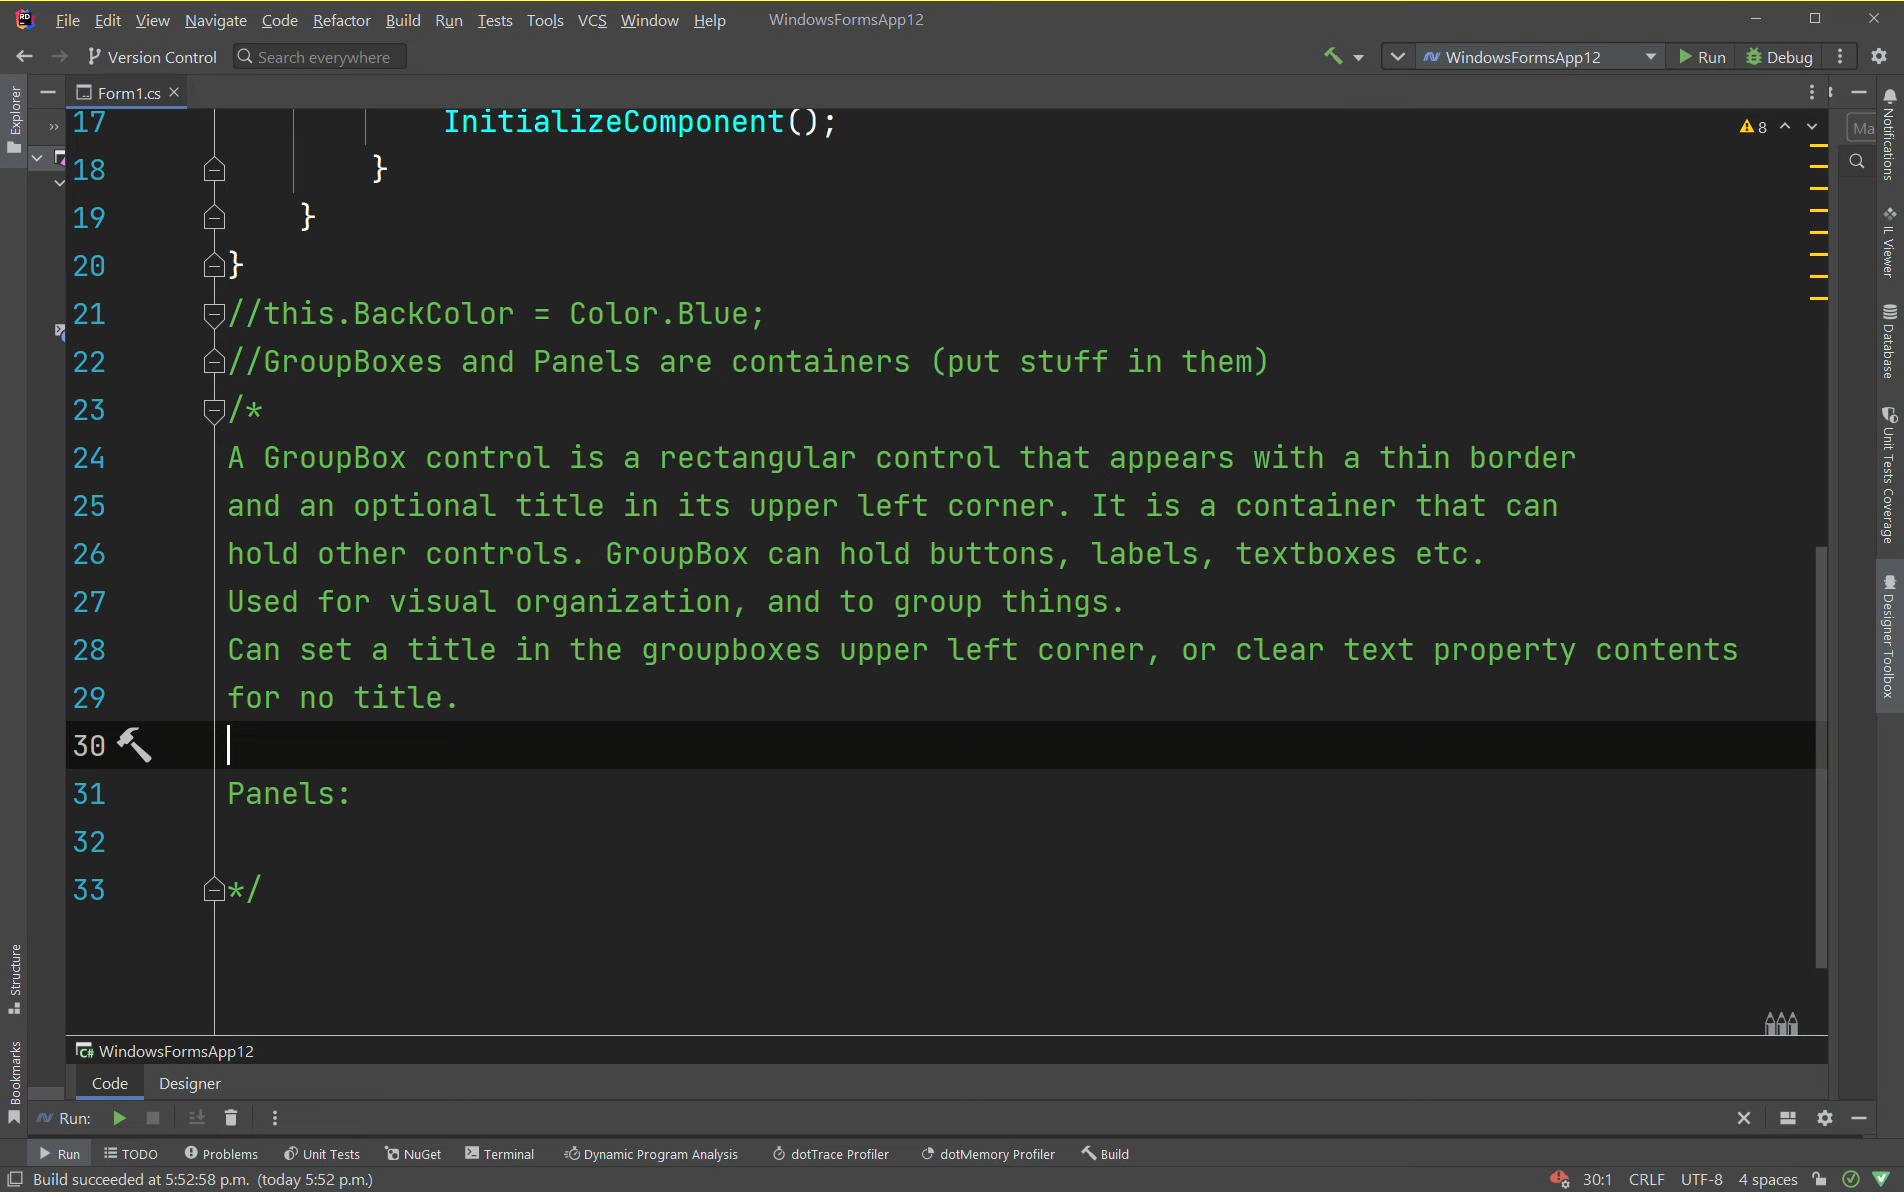 RD File Edit View Navigate Code Refactor Build Run Tests Tools VCS Window Help WindowsFormsApp12
Version Control Search everywhere WindowsFormsApp12 Run Debug
Form1.cs
8
Ma
17 InitializeComponent();
18 }
19 }
20 }
21 //this.BackColor = Color.Blue;
22 //GroupBoxes and Panels are containers (put stuff in them)
23 /*
24 A GroupBox control is a rectangular control that appears with a thin border
25 and an optional title in its upper left corner. It is a container that can
26 hold other controls. GroupBox can hold buttons, labels, textboxes etc.
27 Used for visual organization, and to group things.
28 Can set a title in the groupboxes upper left corner, or clear text property contents
29 for no title.
30
31 Panels:
32
33 */
Explorer
Structure
Bookmarks
Notifications
IL Viewer
Database
Unit Tests Coverage
Designer Toolbox
C# WindowsFormsApp12
Code Designer
Run:
Run TODO Problems Unit Tests NuGet Terminal Dynamic Program Analysis dotTrace Profiler dotMemory Profiler Build
Build succeeded at 5:52:58 p.m. (today 5:52 p.m.) 30:1 CRLF UTF-8 4 spaces